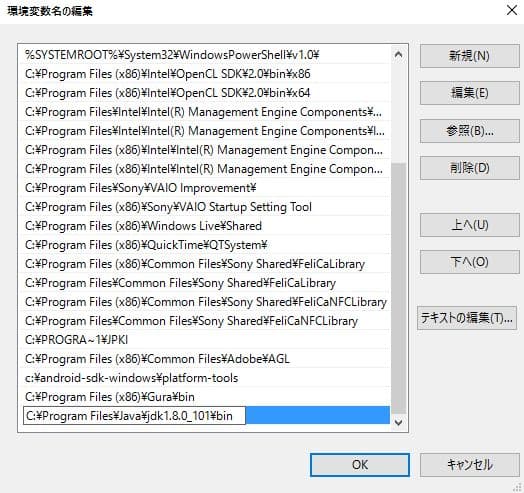 環境変数名の編集
%SYSTEMROOT%¥System32¥WindowsPowerShell¥v1.0¥
C:¥Program Files (x86)¥Intel¥OpenCL SDK¥2.0¥bin¥x86
C:¥Program Files (x86)¥Intel¥OpenCL SDK¥2.0¥bin¥x64
C:¥Program Files¥Intel¥Intel(R) Management Engine Components¥...
C:¥Program Files¥Intel¥Intel(R) Management Engine Components¥I...
C:¥Program Files (x86)¥Intel¥Intel(R) Management Engine Compon...
C:¥Program Files (x86)¥Intel¥Intel(R) Management Engine Compon...
C:¥Program Files¥Sony¥VAIO Improvement¥
C:¥Program Files (x86)¥Sony¥VAIO Startup Setting Tool
C:¥Program Files (x86)¥Windows Live¥Shared
C:¥Program Files (x86)¥QuickTime¥QTSystem¥
C:¥Program Files (x86)¥Common Files¥Sony Shared¥FeliCaLibrary
C:¥Program Files¥Common Files¥Sony Shared¥FeliCaLibrary
C:¥Program Files (x86)¥Common Files¥Sony Shared¥FeliCaNFCLibrary
C:¥Program Files¥Common Files¥Sony Shared¥FeliCaNFCLibrary
C:¥PROGRA~1¥JPKI
C:¥Program Files (x86)¥Common Files¥Adobe¥AGL
c:¥android-sdk-windows¥platform-tools
C:¥Program Files (x86)¥Gura¥bin
C:¥Program Files¥Java¥jdk1.8.0_101¥bin
新規(N)
編集(E)
参照(B)...
削除(D)
上へ(U)
下へ(O)
テキストの編集(T)...
OK
キャンセル